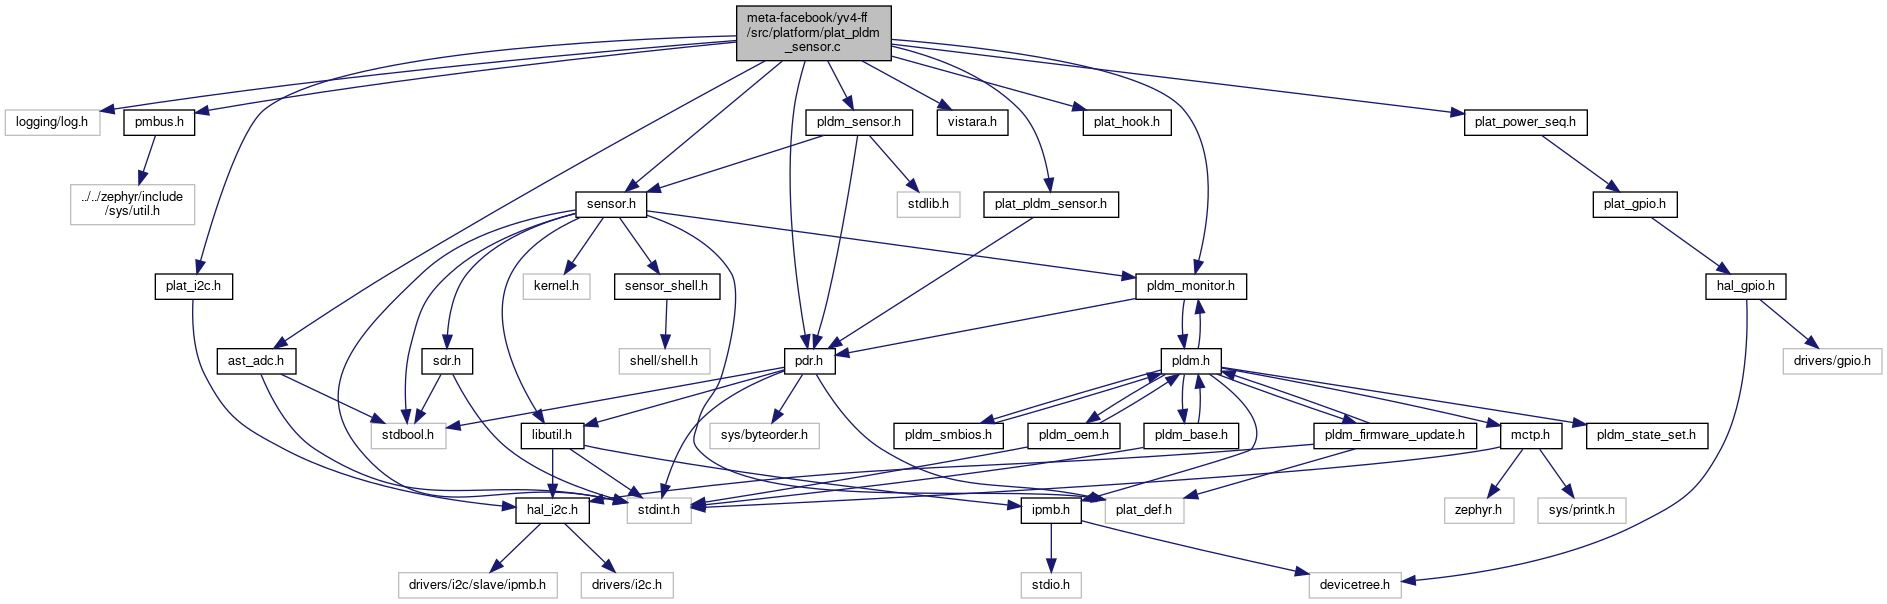 meta-facebook/yv4-ff
/src/platform/plat_pldm
_sensor.c
logging/log.h
pmbus.h
pldm_sensor.h
vistara.h
plat_hook.h
plat_power_seq.h
../../zephyr/include
/sys/util.h
sensor.h
stdlib.h
plat_pldm_sensor.h
plat_gpio.h
plat_i2c.h
kernel.h
sensor_shell.h
pldm_monitor.h
hal_gpio.h
ast_adc.h
sdr.h
shell/shell.h
pdr.h
pldm.h
drivers/gpio.h
stdbool.h
libutil.h
sys/byteorder.h
pldm_smbios.h
pldm_oem.h
pldm_base.h
pldm_firmware_update.h
mctp.h
pldm_state_set.h
hal_i2c.h
stdint.h
ipmb.h
plat_def.h
zephyr.h
sys/printk.h
drivers/i2c/slave/ipmb.h
drivers/i2c.h
stdio.h
devicetree.h